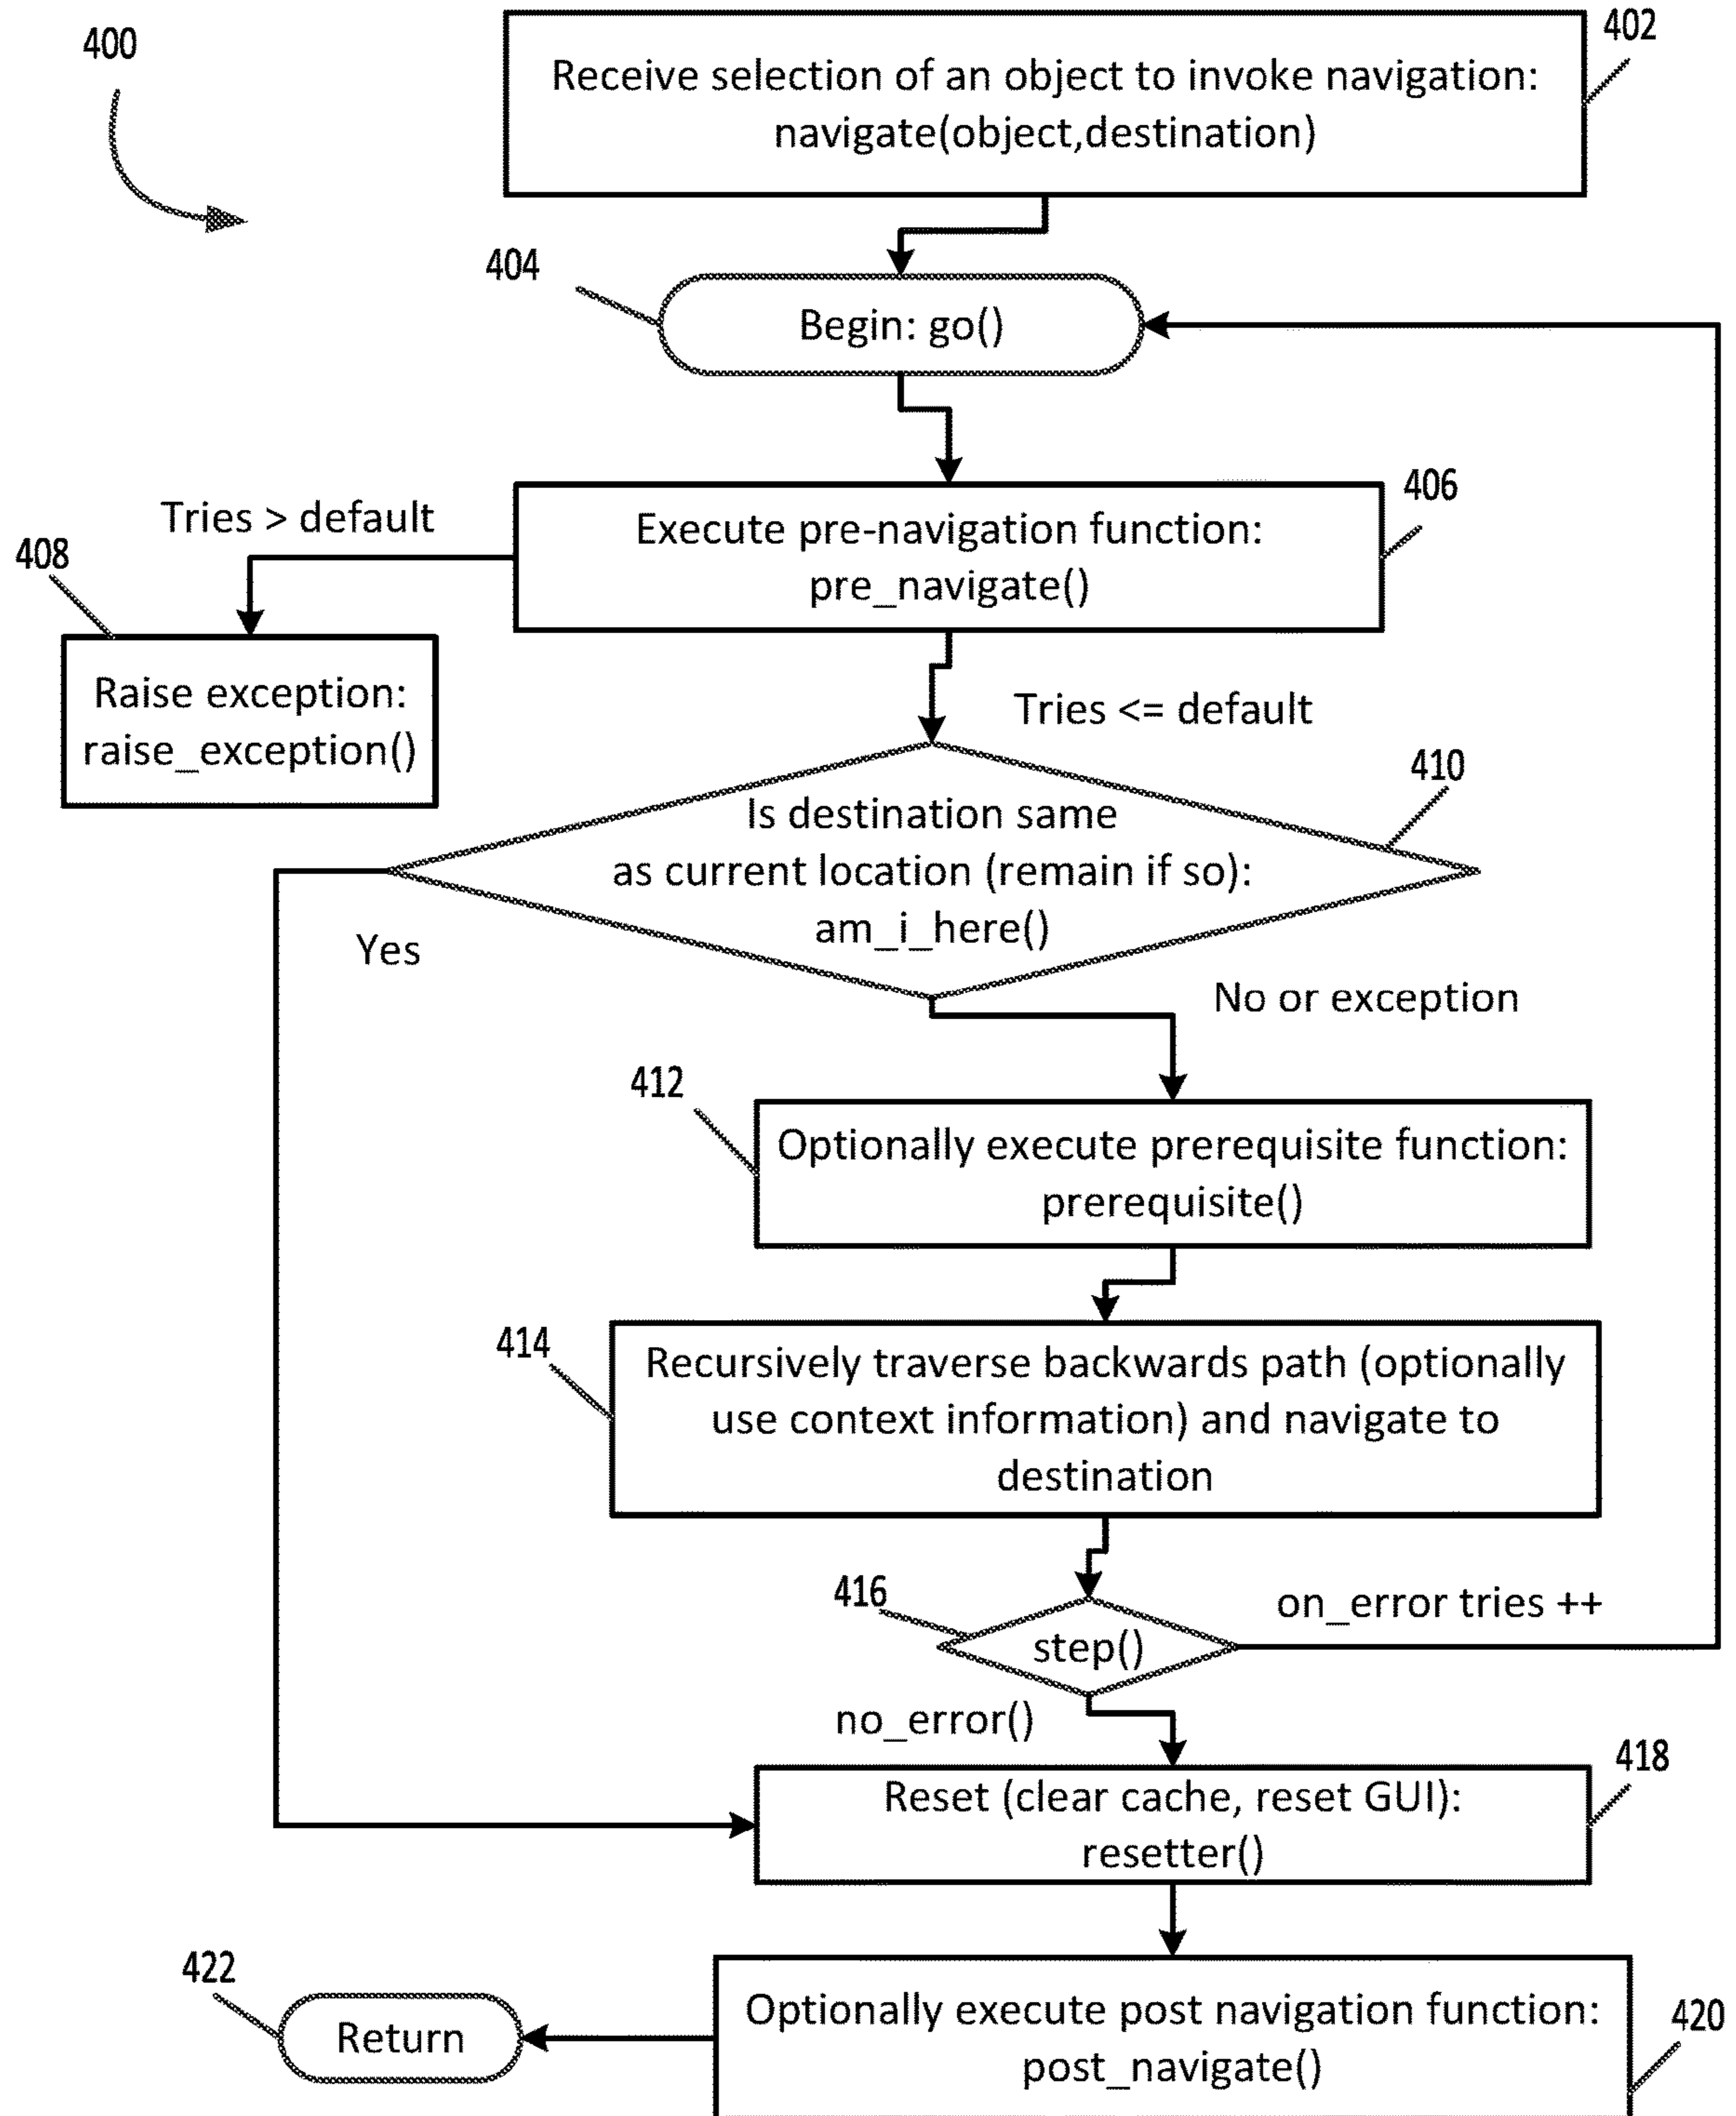 400
402
Receive selection of an object to invoke navigation:
navigate(object,destination)
404
Begin: go()
406
Tries > default
Execute pre-navigation function:
pre_navigate()
408
Raise exception:
raise_exception()
Tries <= default
410
Is destination same
as current location (remain if so):
am_i_here()
Yes
No or exception
412
Optionally execute prerequisite function:
prerequisite()
414
Recursively traverse backwards path (optionally
use context information) and navigate to
destination
416
on_error tries ++
step()
no_error()
418
Reset (clear cache, reset GUI):
resetter()
422
Return
Optionally execute post navigation function:
post_navigate()
420